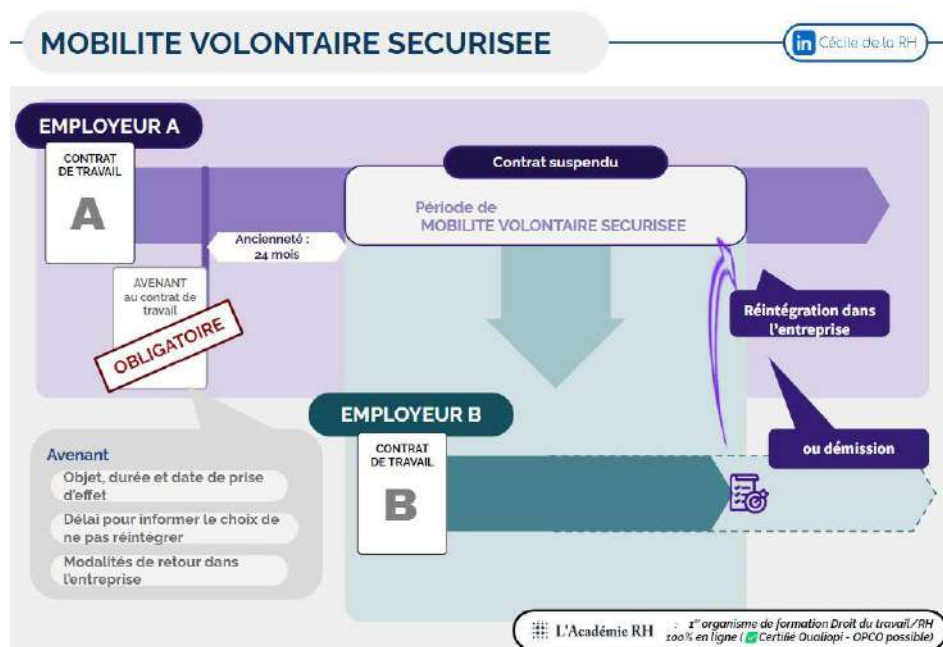 MOBILITE VOLONTAIRE SECURISEE
in Cécile de la RH
EMPLOYEUR A
CONTRAT
DE TRAVAIL
A
Contrat suspendu
Période de
MOBILITE VOLONTAIRE SECURISEE
Ancienneté :
24 mois
AVENANT
au contrat de
travail
OBLIGATOIRE
Réintégration dans
l'entreprise
EMPLOYEUR B
CONTRAT
DE TRAVAIL
B
ou démission
Avenant
Objet, durée et date de prise
d'effet
Délai pour informer le choix de
ne pas réintégrer
Modalités de retour dans
l'entreprise
L'Académie RH
: 1er organisme de formation Droit du travail/RH
100% en ligne (✅Certifié Qualiopi - OPCO possible)